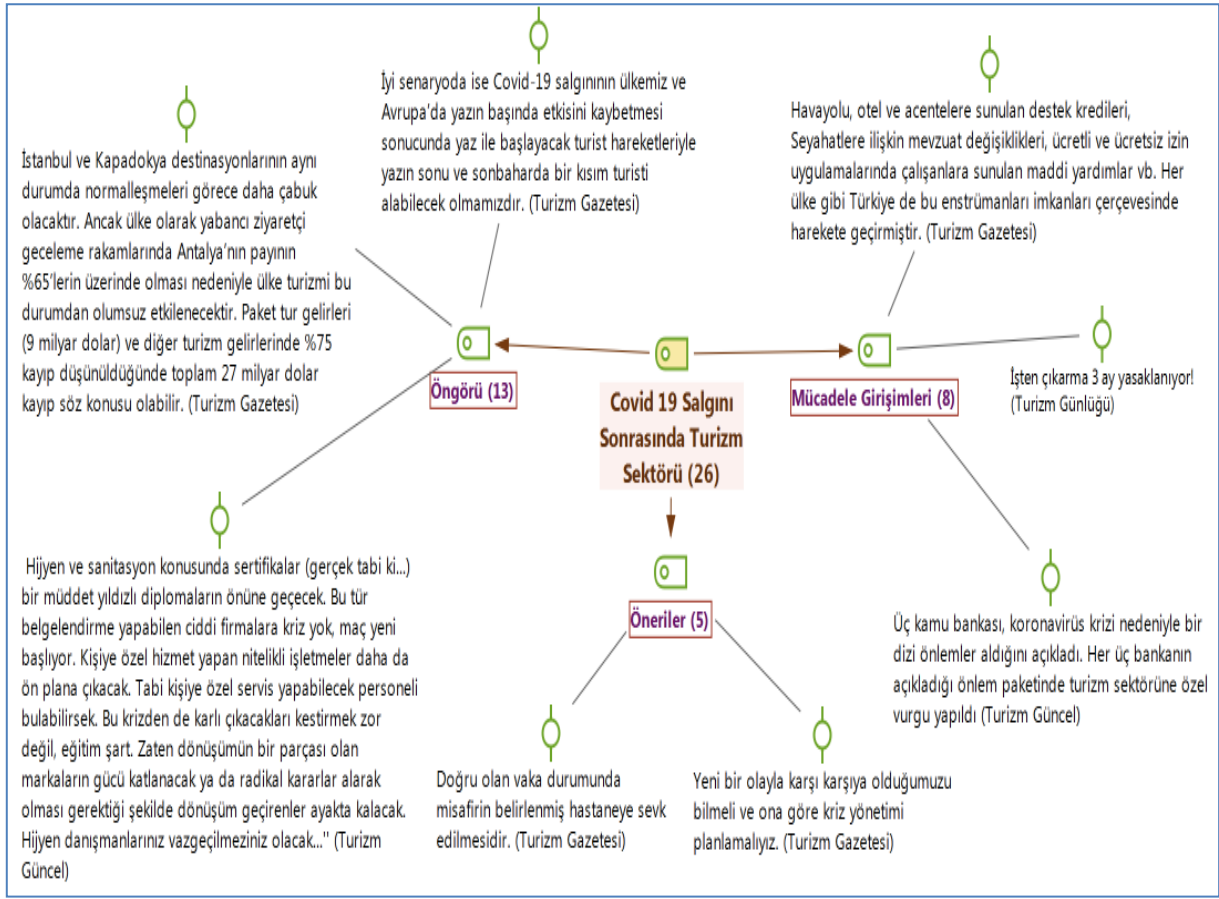 İyi senaryoda ise Covid-19 salgınının ülkemiz ve
Avrupa'da yazın başında etkisini kaybetmesi
sonucunda yaz ile başlayacak turist hareketleriyle
yazın sonu ve sonbaharda bir kısım turisti
alabilecek olmamızdır. (Turizm Gazetesi)
Havayolu, otel ve acentelere sunulan destek kredileri,
Seyahatlere ilişkin mevzuat değişiklikleri, ücretli ve ücretsiz izin
uygulamalarında çalışanlara sunulan maddi yardımlar vb. Her
ülke gibi Türkiye de bu enstrümanları imkanları çerçevesinde
harekete geçirmiştir. (Turizm Gazetesi)
İstanbul ve Kapadokya destinasyonlarının aynı
durumda normalleşmeleri görece daha çabuk
olacaktır. Ancak ülke olarak yabancı ziyaretçi
geceleme rakamlarında Antalya'nın payının
%65'lerin üzerinde olması nedeniyle ülke turizmi bu
durumdan olumsuz etkilenecektir. Paket tur gelirleri
(9 milyar dolar) ve diğer turizm gelirlerinde %75
kayıp düşünüldüğünde toplam 27 milyar dolar
kayıp söz konusu olabilir. (Turizm Gazetesi)
Öngörü (13)
Covid 19 Salgını
Sonrasında Turizm
Sektörü (26)
Mücadele Girişimleri (8)
İşten çıkarma 3 ay yasaklanıyor!
(Turizm Günlüğü)
Hijyen ve sanitasyon konusunda sertifikalar (gerçek tabi ki...)
bir müddet yıldızlı diplomaların önüne geçecek. Bu tür
belgelendirme yapabilen ciddi firmalara kriz yok, maç yeni
başlıyor. Kişiye özel hizmet yapan nitelikli işletmeler daha da
ön plana çıkacak. Tabi kişiye özel servis yapabilecek personeli
bulabilirsek. Bu krizden de karlı çıkacakları kestirmek zor
değil, eğitim şart. Zaten dönüşümün bir parçası olan
markaların gücü katlanacak ya da radikal kararlar alarak
olması gerektiği şekilde dönüşüm geçirenler ayakta kalacak.
Hijyen danışmanlarınız vazgeçilmeziniz olacak..." (Turizm
Güncel)
Öneriler (5)
Üç kamu bankası, koronavirüs krizi nedeniyle bir
dizi önlemler aldığını açıkladı. Her üç bankanın
açıkladığı önlem paketinde turizm sektörüne özel
vurgu yapıldı (Turizm Güncel)
Doğru olan vaka durumunda
misafirin belirlenmiş hastaneye sevk
edilmesidir. (Turizm Gazetesi)
Yeni bir olayla karşı karşıya olduğumuzu
bilmeli ve ona göre kriz yönetimi
planlamalıyız. (Turizm Gazetesi)